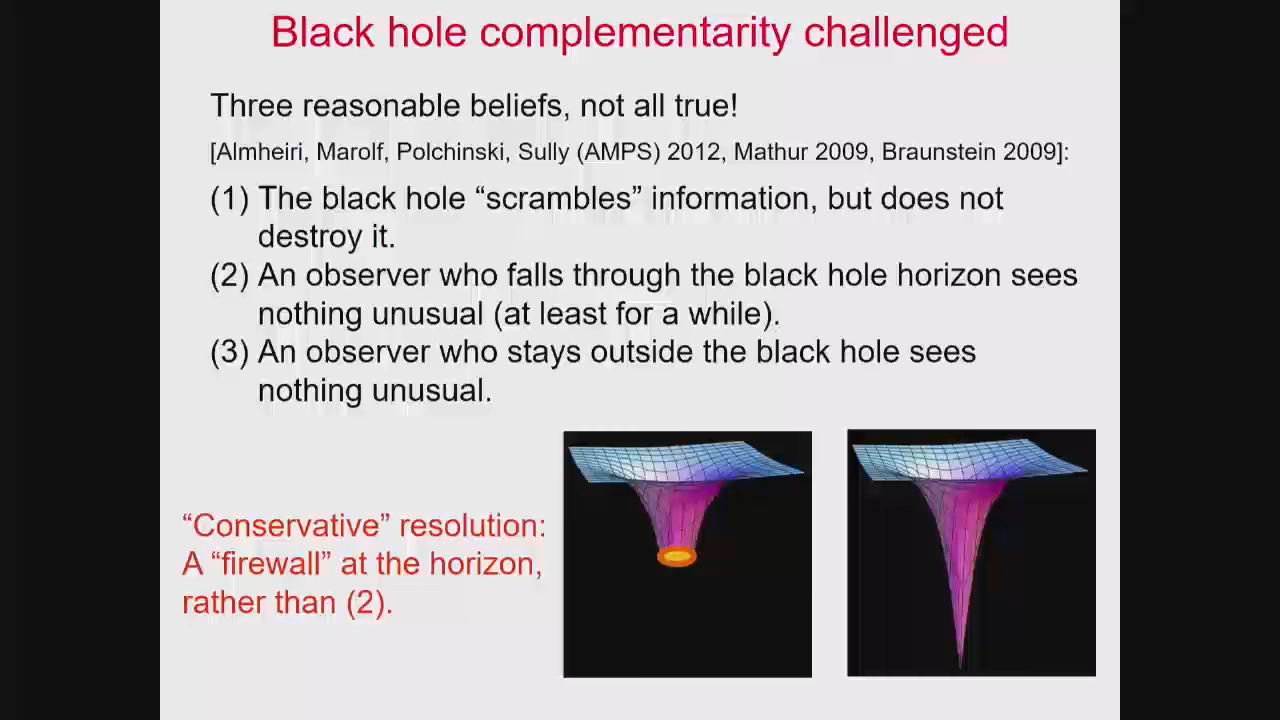 Black hole complementarity challenged
Three reasonable beliefs, not all true!
[Almheiri, Marolf, Polchinski, Sully (AMPS) 2012, Mathur 2009, Braunstein 2009]:
(1) The black hole “scrambles” information, but does not
destroy it.
(2) An observer who falls through the black hole horizon sees
nothing unusual (at least for a while).
(3) An observer who stays outside the black hole sees
nothing unusual.
“Conservative” resolution:
A “firewall” at the horizon,
rather than (2).